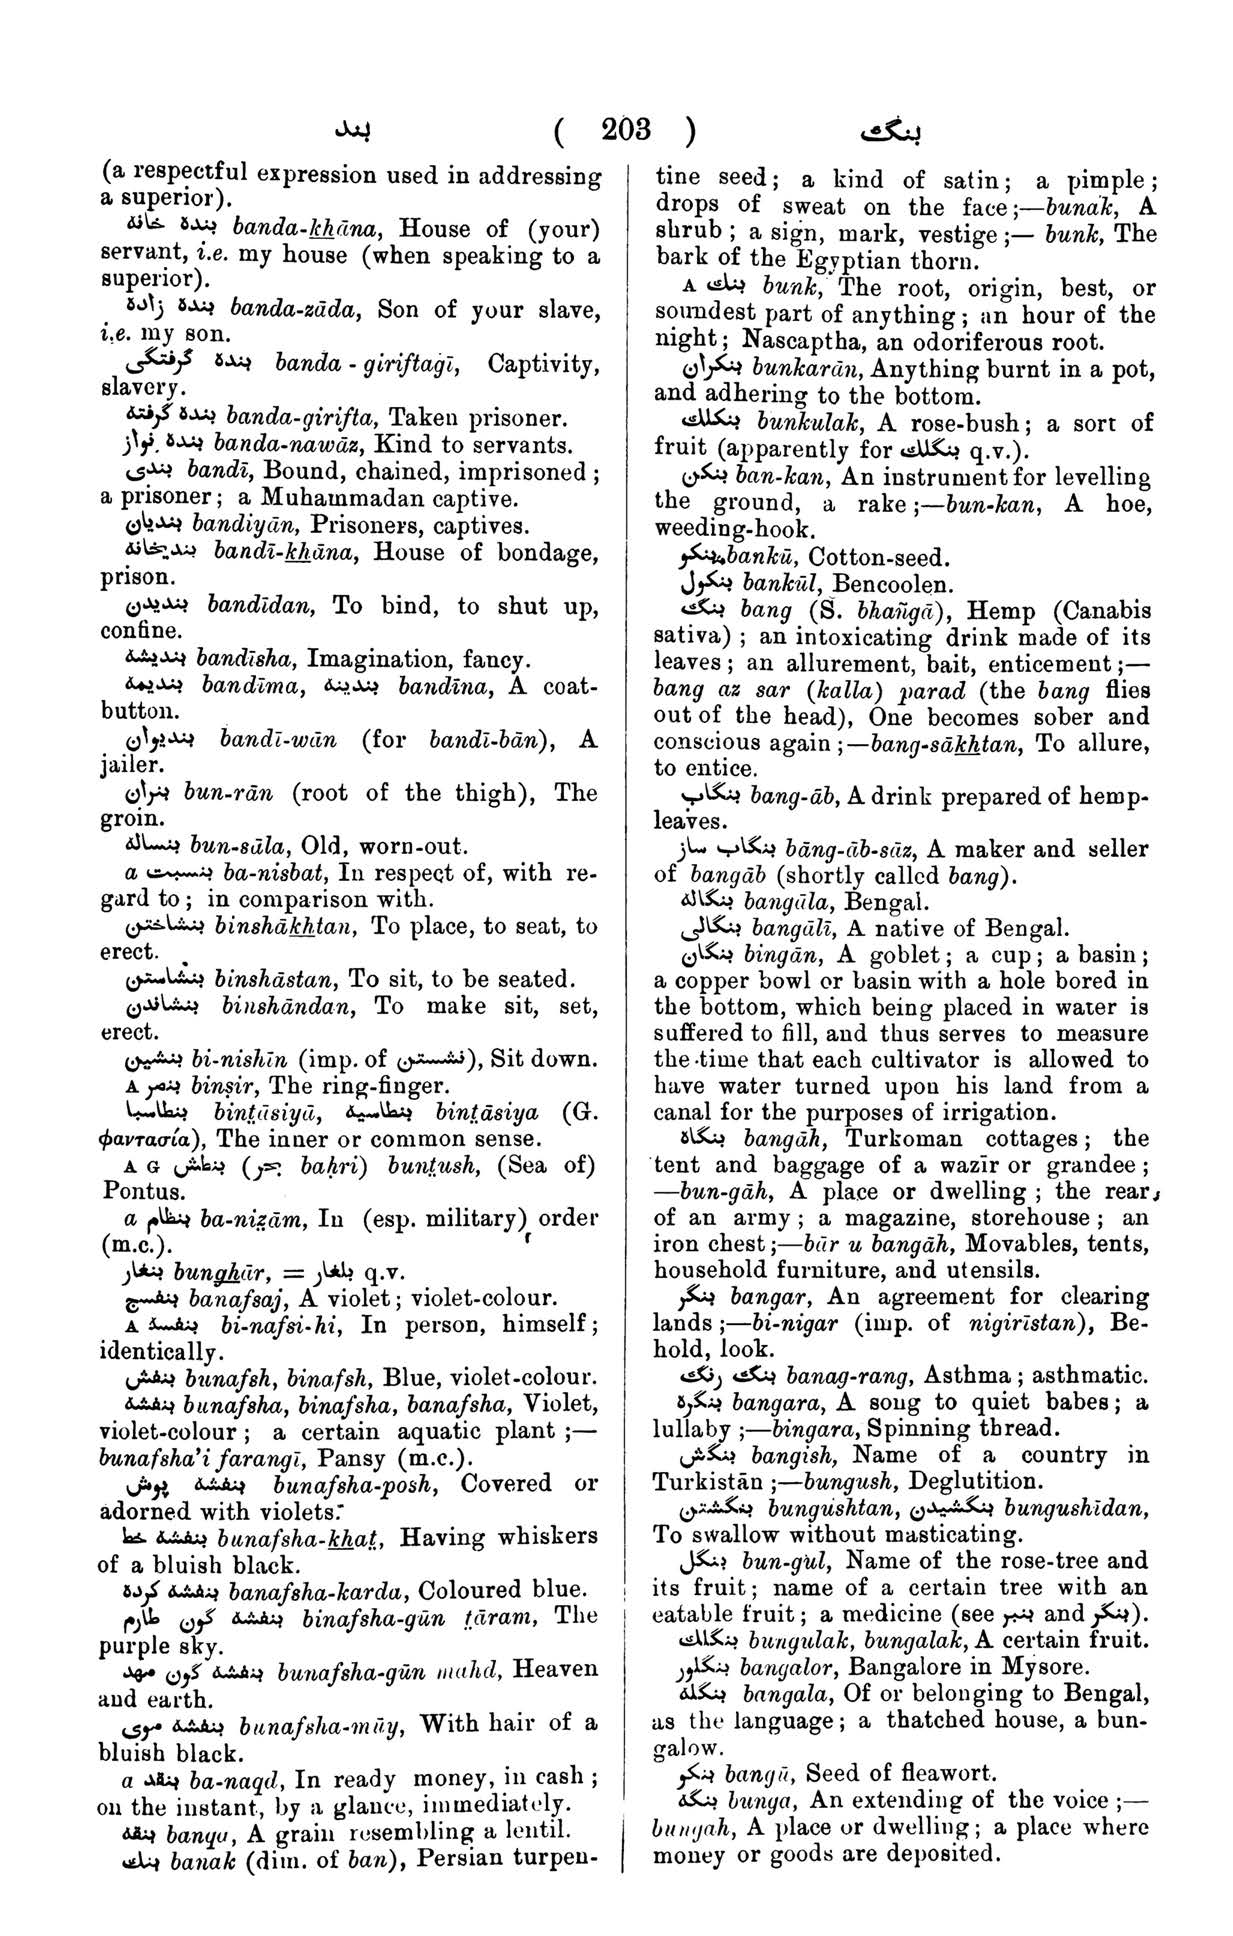 بند ( 203 ) بنگ
(a respectful expression used in addressing
a superior).
بنده خانه banda-khāna, House of (your)
servant, i.e. my house (when speaking to a
superior).
بنده زاده banda-zāda, Son of your slave,
i.e. my son.
بنده گرفتگی banda-giriftagī, Captivity,
slavery.
بنده گرفته banda-girifta, Taken prisoner.
بنده نواز banda-nawāz, Kind to servants.
بندی bandī, Bound, chained, imprisoned;
a prisoner; a Muhammadan captive.
بندیان bandiyān, Prisoners, captives.
بندیخانه bandī-khāna, House of bondage,
prison.
بندیدن bandīdan, To bind, to shut up,
confine.
بندیشه bandīsha, Imagination, fancy.
بندیمه bandīma, بندینه bandīna, A coat-
button.
بندیوان bandī-wān (for bandī-bān), A
jailer.
بنران bun-rān (root of the thigh), The
groin.
بنساله bun-sāla, Old, worn-out.
a بنسبت ba-nisbat, In respect of, with re-
gard to; in comparison with.
بنشاختن binshākhtan, To place, to seat, to
erect.
بنشاستن binshāstan, To sit, to be seated.
بنشاندن binshāndan, To make sit, set,
erect.
بنشین bi-nishīn (imp. of نشستن), Sit down.
A بنصر binṣir, The ring-finger.
بنطاسیا binṭāsiyā, بنطاسیه binṭāsiya (G.
φαντασία), The inner or common sense.
A G بنطش (بحر baḥri) bunṭush, (Sea of)
Pontus.
a بنظام ba-niz̤ām, In (esp. military) order
(m.c.).
بنغار bunghār, = بلغار q.v.
بنفسج banafsaj, A violet; violet-colour.
A بنفسه bi-nafsi-hi, In person, himself;
identically.
بنفش bunafsh, binafsh, Blue, violet-colour.
بنفشه bunafsha, binafsha, banafsha, Violet,
violet-colour; a certain aquatic plant;—
bunafsha'i farangī, Pansy (m.c.).
بنفشه پوش bunafsha-posh, Covered or
adorned with violets.
بنفشه خط bunafsha-khaṭ, Having whiskers
of a bluish black.
بنفشه کرده banafsha-karda, Coloured blue.
بنفشه گون طارم binafsha-gūn ṭāram, The
purple sky.
بنفشه گون مهد bunafsha-gūn mahd, Heaven
and earth.
بنفشه موی bunafsha-mūy, With hair of a
bluish black.
a بنقد ba-naqd, In ready money, in cash;
on the instant, by a glance, immediately.
بنقه banqa, A grain resembling a lentil.
بنك banak (dim. of ban), Persian turpen-
tine seed; a kind of satin; a pimple;
drops of sweat on the face;—bunak, A
shrub; a sign, mark, vestige;—bunk, The
bark of the Egyptian thorn.
A بنك bunk, The root, origin, best, or
soundest part of anything; an hour of the
night; Nascaptha, an odoriferous root.
بنکران bunkarān, Anything burnt in a pot,
and adhering to the bottom.
بنکلك bunkulak, A rose-bush; a sort of
fruit (apparently for بنگلك q.v.).
بنکن ban-kan, An instrument for levelling
the ground, a rake;—bun-kan, A hoe,
weeding-hook.
بنکو bankū, Cotton-seed.
بنکول bankūl, Bencoolen.
بنگ bang (S. bhañgā), Hemp (Canabis
sativa); an intoxicating drink made of its
leaves; an allurement, bait, enticement;—
bang az sar (kalla) parad (the bang flies
out of the head), One becomes sober and
conscious again;—bang-sākhtan, To allure,
to entice.
بنگاب bang-āb, A drink prepared of hemp-
leaves.
بنگاب ساز bāng-āb-sāz, A maker and seller
of bangāb (shortly called bang).
بنگاله bangāla, Bengal.
بنگالی bangālī, A native of Bengal.
بنگان bingān, A goblet; a cup; a basin;
a copper bowl or basin with a hole bored in
the bottom, which being placed in water is
suffered to fill, and thus serves to measure
the time that each cultivator is allowed to
have water turned upon his land from a
canal for the purposes of irrigation.
بنگاه bangāh, Turkoman cottages; the
tent and baggage of a wazīr or grandee;
—bun-gāh, A place or dwelling; the rear,
of an army; a magazine, storehouse; an
iron chest;—bār u bangāh, Movables, tents,
household furniture, and utensils.
بنگر bangar, An agreement for clearing
lands;—bi-nigar (imp. of nigirīstan), Be-
hold, look.
بنگ رنگ banag-rang, Asthma; asthmatic.
بنگره bangara, A song to quiet babes; a
lullaby;—bingara, Spinning thread.
بنگش bangish, Name of a country in
Turkistān;—bungush, Deglutition.
بنگشتن bungushtan, بنگشیدن bungushīdan,
To swallow without masticating.
بنگل bun-gul, Name of the rose-tree and
its fruit; name of a certain tree with an
eatable fruit; a medicine (see بنبر and بنگر).
بنگلك bungulak, bungalak, A certain fruit.
بنگلور bangalor, Bangalore in Mysore.
بنگله bangala, Of or belonging to Bengal,
as the language; a thatched house, a bun-
galow.
بنگو bangū, Seed of fleawort.
بنگه bunga, An extending of the voice;—
bungah, A place or dwelling; a place where
money or goods are deposited.